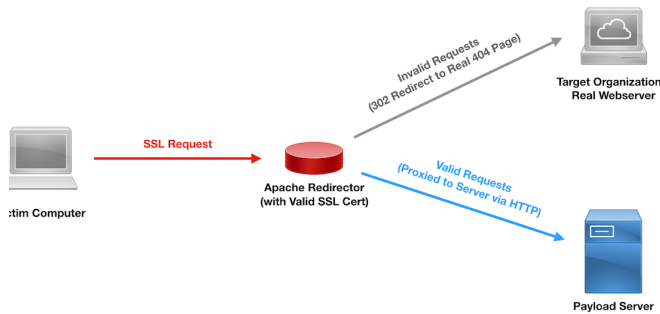 Invalid Requests
(302 Redirect to Real 404 Page)
Target Organization
Real Webserver
SSL Request
Apache Redirector
(with Valid SSL Cert)
Valid Requests
(Proxied to Server via HTTP)
ctim Computer
Payload Server